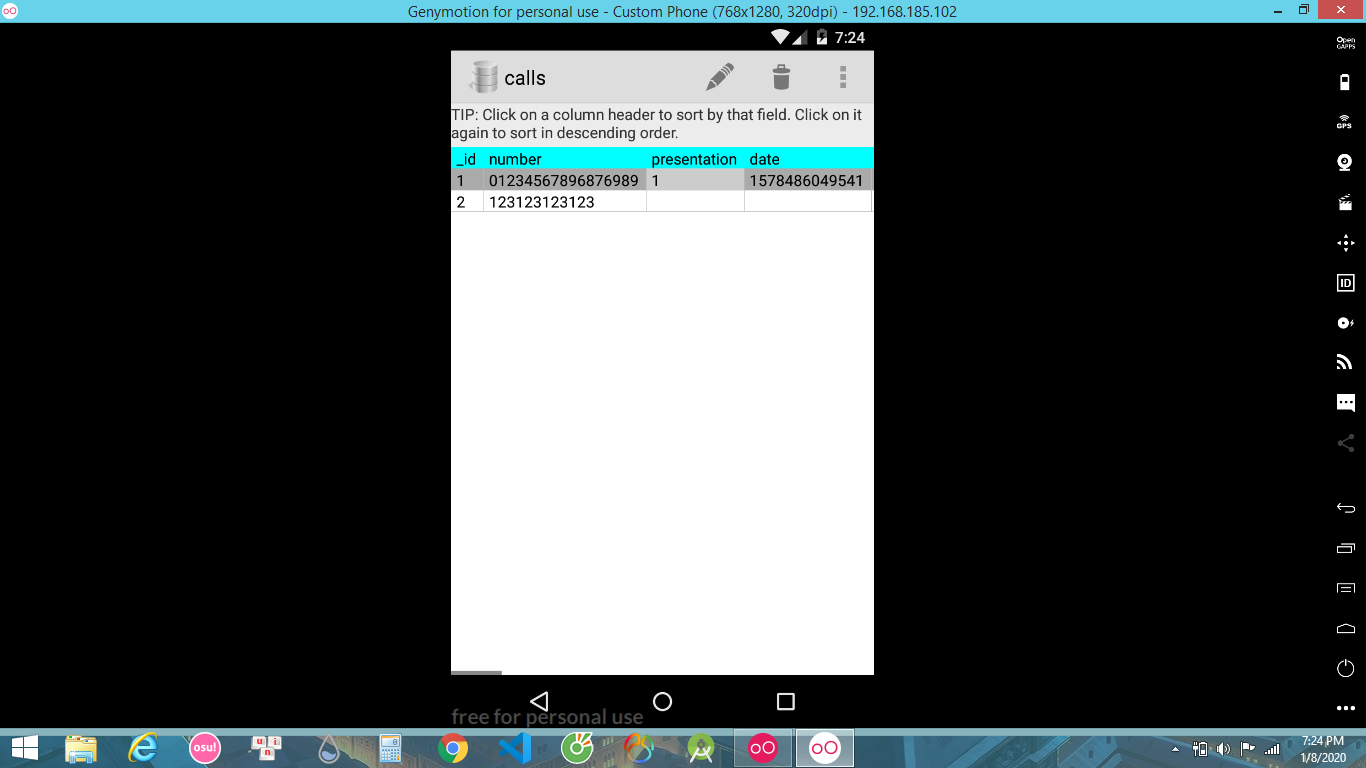 Genymotion for personal use - Custom Phone (768x1280, 320dpi) - 192.168.185.102
7:24
Open
GAPPS
calls
GPS
TIP: Click on a column header to sort by that field. Click on it
again to sort in descending order.
_id number presentation date
1 01234567896876989 1 1578486049541
2 123123123123
ID
free for personal use
osu!
u n i
7:24 PM
1/8/2020